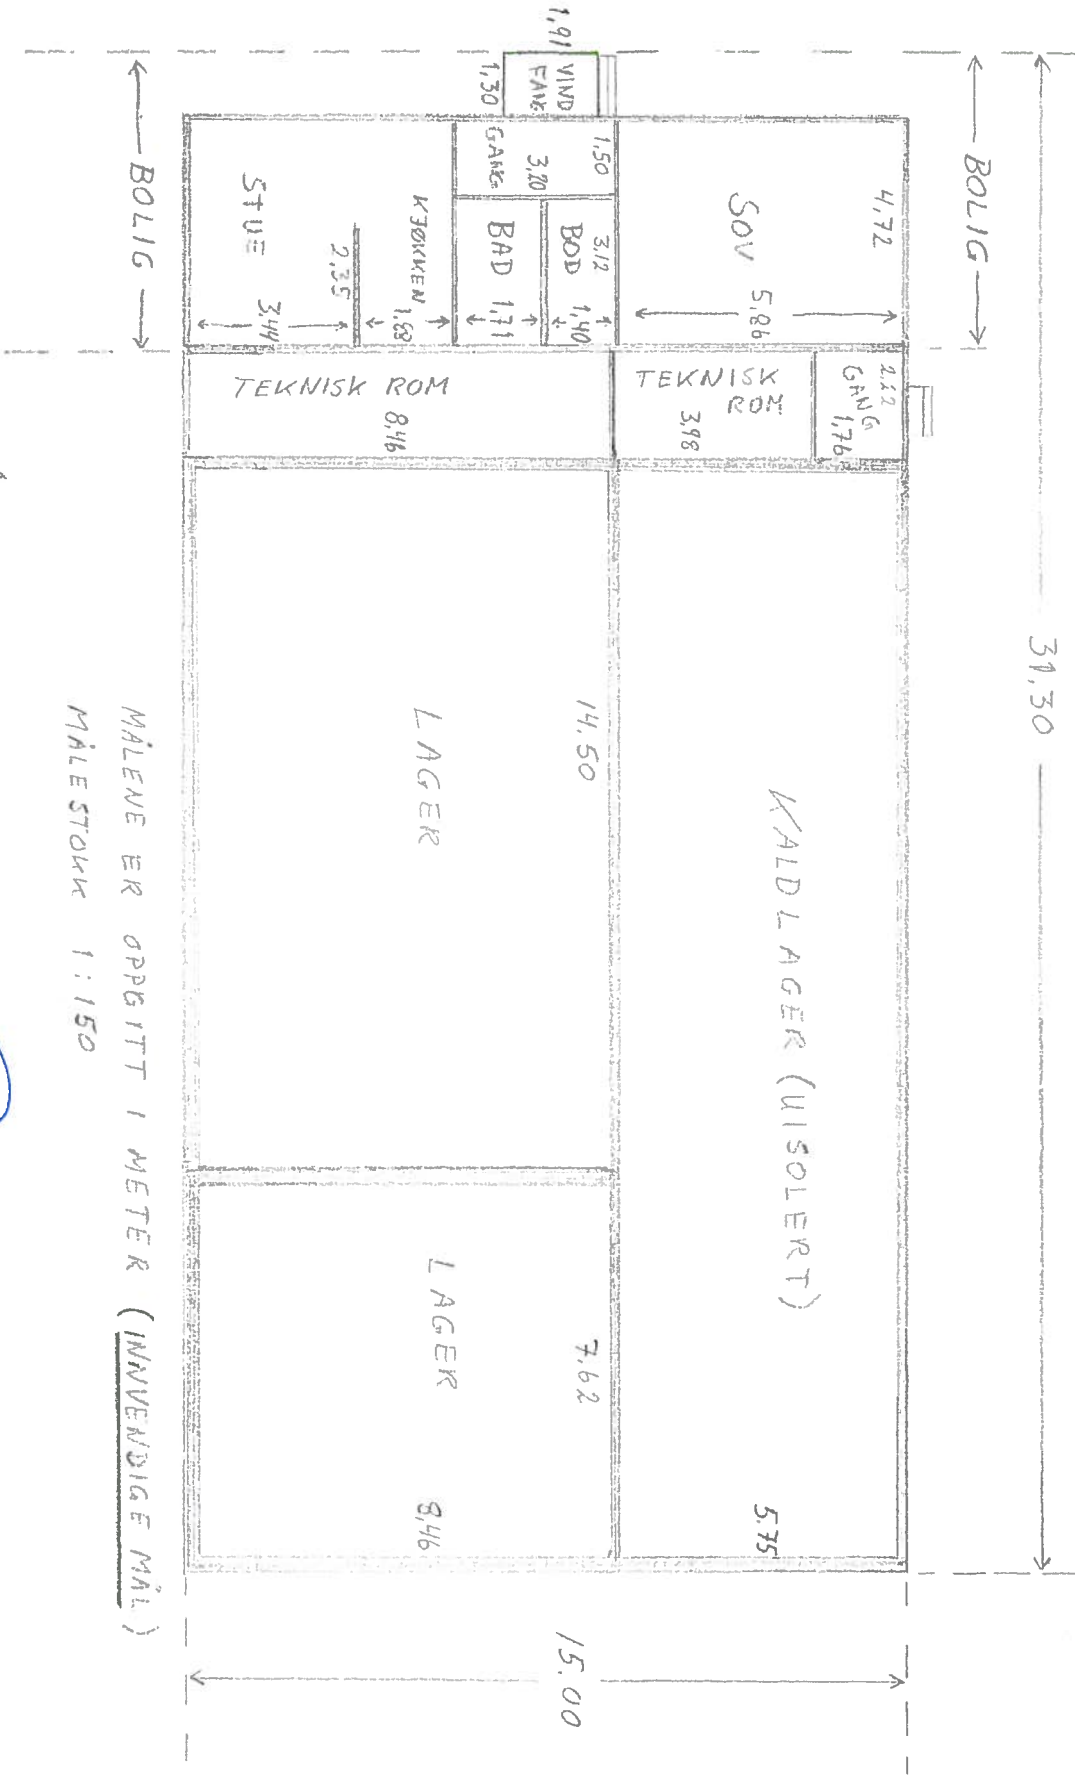 31,30
BOLIG
BOLIG
1,91
VIND
FANG
1,30
4,72
SOV
5,86
1,50
3,20
GANG
3,12
BOD
1,40
BAD
1,71
KJØKKEN
2,35
STUE
3,44
GANG
1,76
TEKNISK
ROM
3,98
TEKNISK ROM
8,46
KALDLAGER (UISOLERT)
5.75
14.50
LAGER
7.62
LAGER
8,46
15.00
MÅLENE ER OPPGITT I METER (INNVENDIGE MÅL)
MÅLESTOKK 1:150